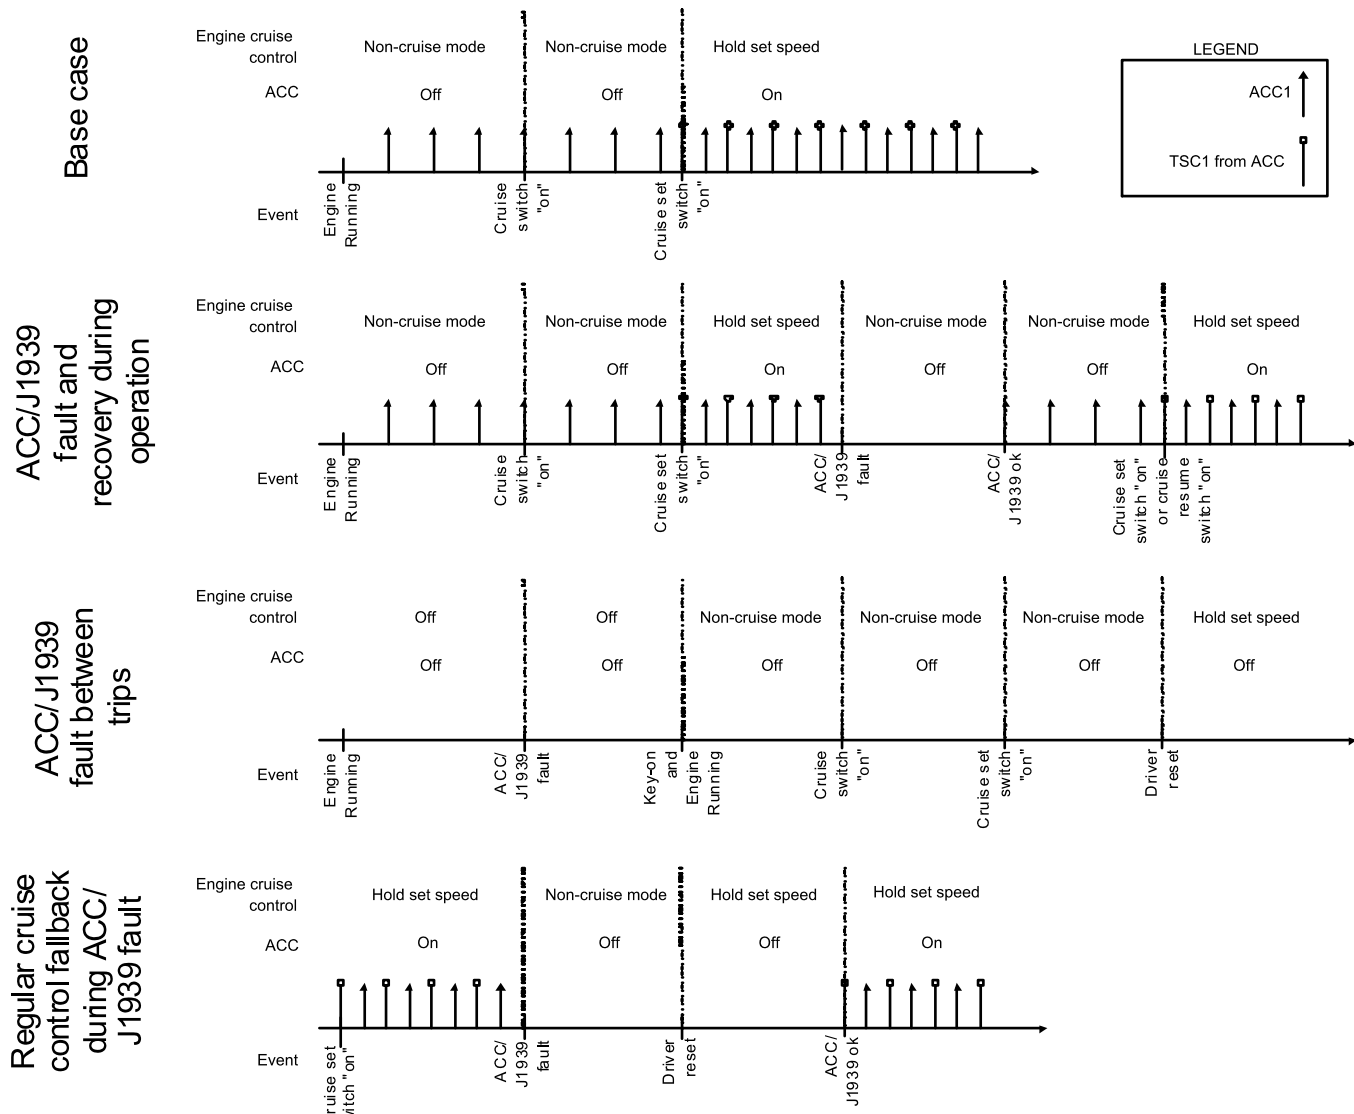 Base case
Engine cruise
control
Non-cruise mode
Non-cruise mode
Hold set speed
ACC
Off
Off
On
Event
Engine
Running
Cruise
switch
"on"
Cruise set
switch
"on"
LEGEND
ACC1
TSC1 from ACC
ACC/J1939
fault and
recovery during
operation
Engine cruise
control
Non-cruise mode
Non-cruise mode
Hold set speed
Non-cruise mode
Non-cruise mode
Hold set speed
ACC
Off
Off
On
Off
Off
On
Event
Engine
Running
Cruise
switch
"on"
Cruise set
switch
"on"
ACC/
J1939
fault
ACC/
J1939 ok
Cruise set
switch "on"
or cruise
resume
switch "on"
ACC/J1939
fault between
trips
Engine cruise
control
Off
Off
Non-cruise mode
Non-cruise mode
Non-cruise mode
Hold set speed
ACC
Off
Off
Off
Off
Off
Off
Event
Engine
Running
ACC/
J1939
fault
Key-on
and
Engine
Running
Cruise
switch
"on"
Cruise set
switch
"on"
Driver
reset
Regular cruise
control fallback
during ACC/
J1939 fault
Engine cruise
control
Hold set speed
Non-cruise mode
Hold set speed
Hold set speed
ACC
On
Off
Off
On
Event
ruise set
witch "on"
ACC/
J1939
fault
Driver
reset
ACC/
J1939 ok